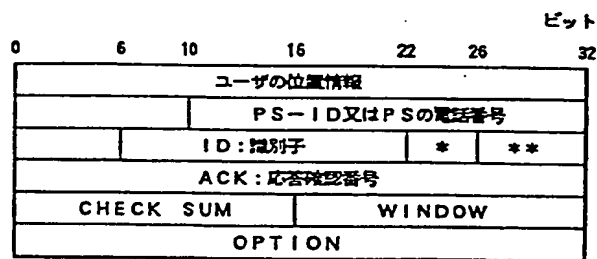 ビット
0 6 10 16 22 26 32
ユーザの位置情報
PS-ID又はPSの電話番号
ID:識別子 * **
ACK:応答確認番号
CHECK SUM WINDOW
OPTION